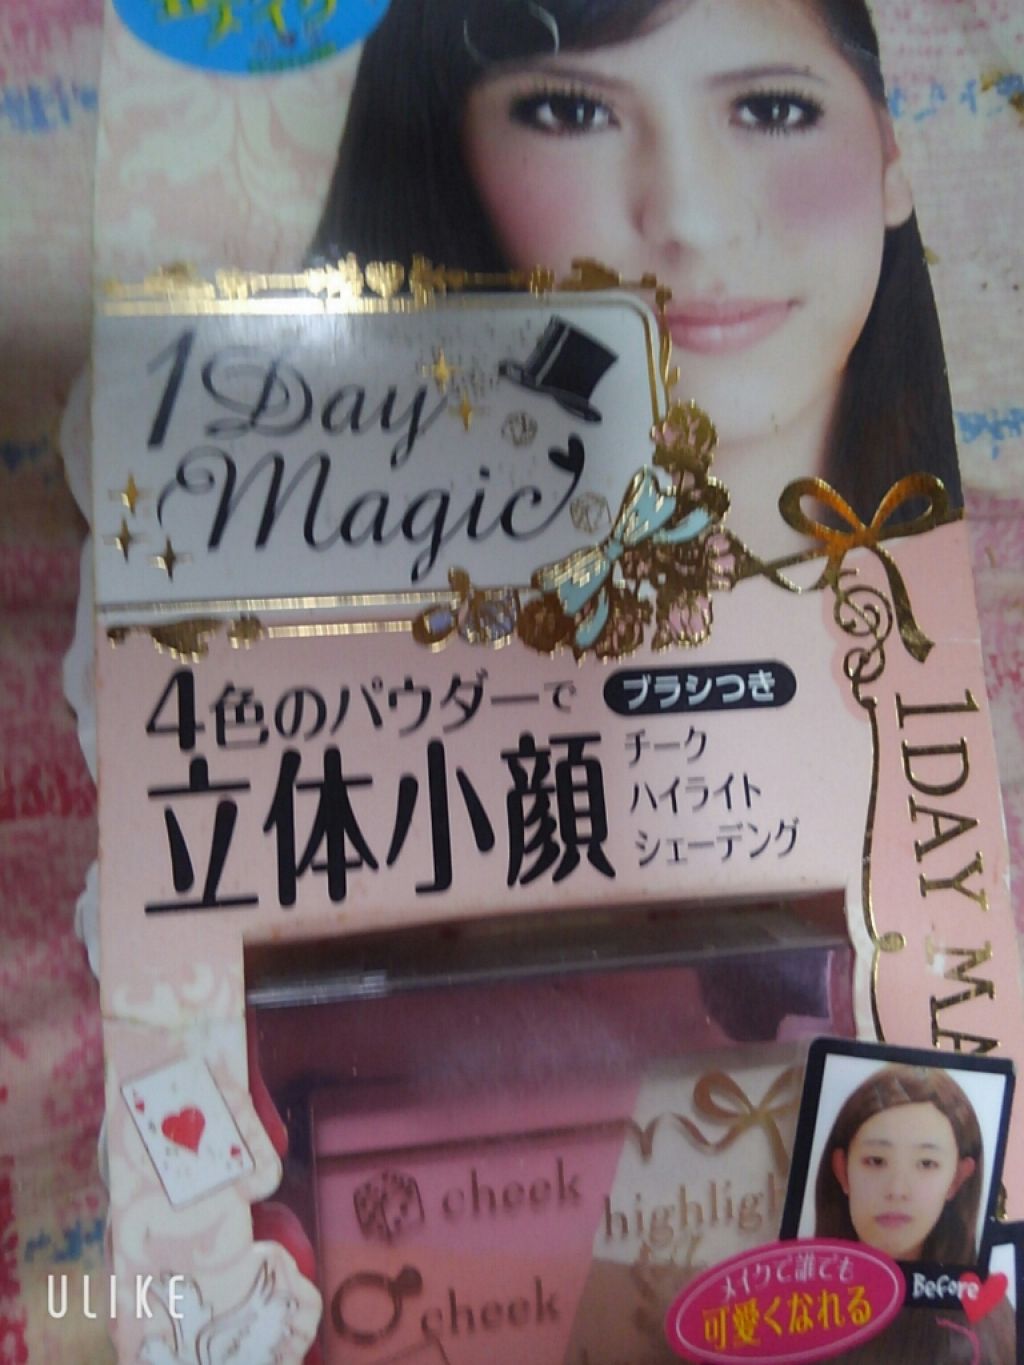 1 Day
Magic
4色のパウダーで
ブラシつき
立体小顔
チーク
ハイライト
シェーデング
1DAY MA
cheek
highligh
cheek
メイクで誰でも
可愛くなれる
Before
ULIKE